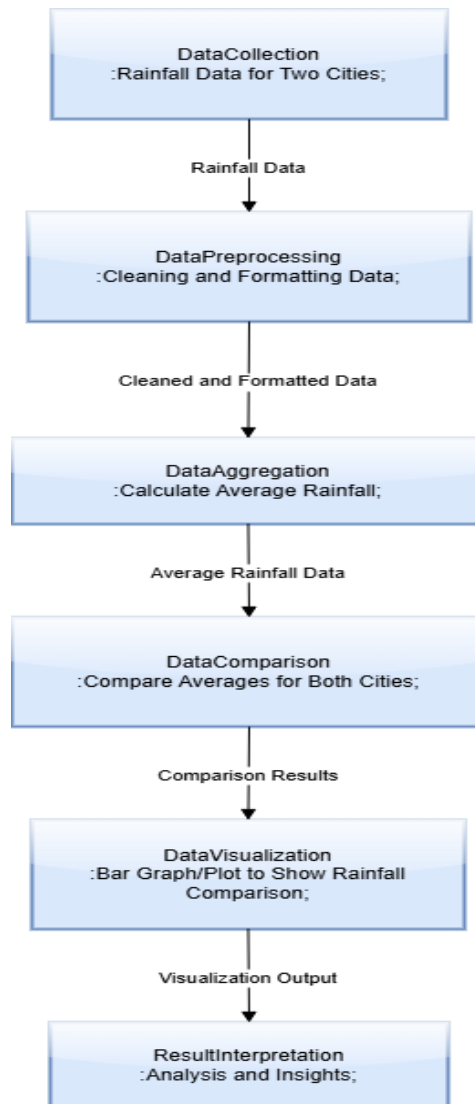 DataCollection
:Rainfall Data for Two Cities;
Rainfall Data
DataPreprocessing
:Cleaning and Formatting Data;
Cleaned and Formatted Data
DataAggregation
:Calculate Average Rainfall;
Average Rainfall Data
DataComparison
:Compare Averages for Both Cities;
Comparison Results
DataVisualization
:Bar Graph/Plot to Show Rainfall
Comparison;
Visualization Output
ResultInterpretation
:Analysis and Insights;